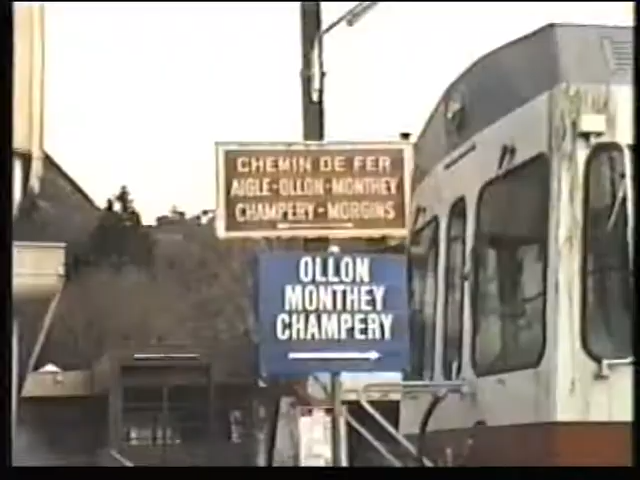 CHEMIN DE FER
AIGLE-OLLON-MONTHEY
CHAMPERY-MORGINS
OLLON
MONTHEY
CHAMPERY